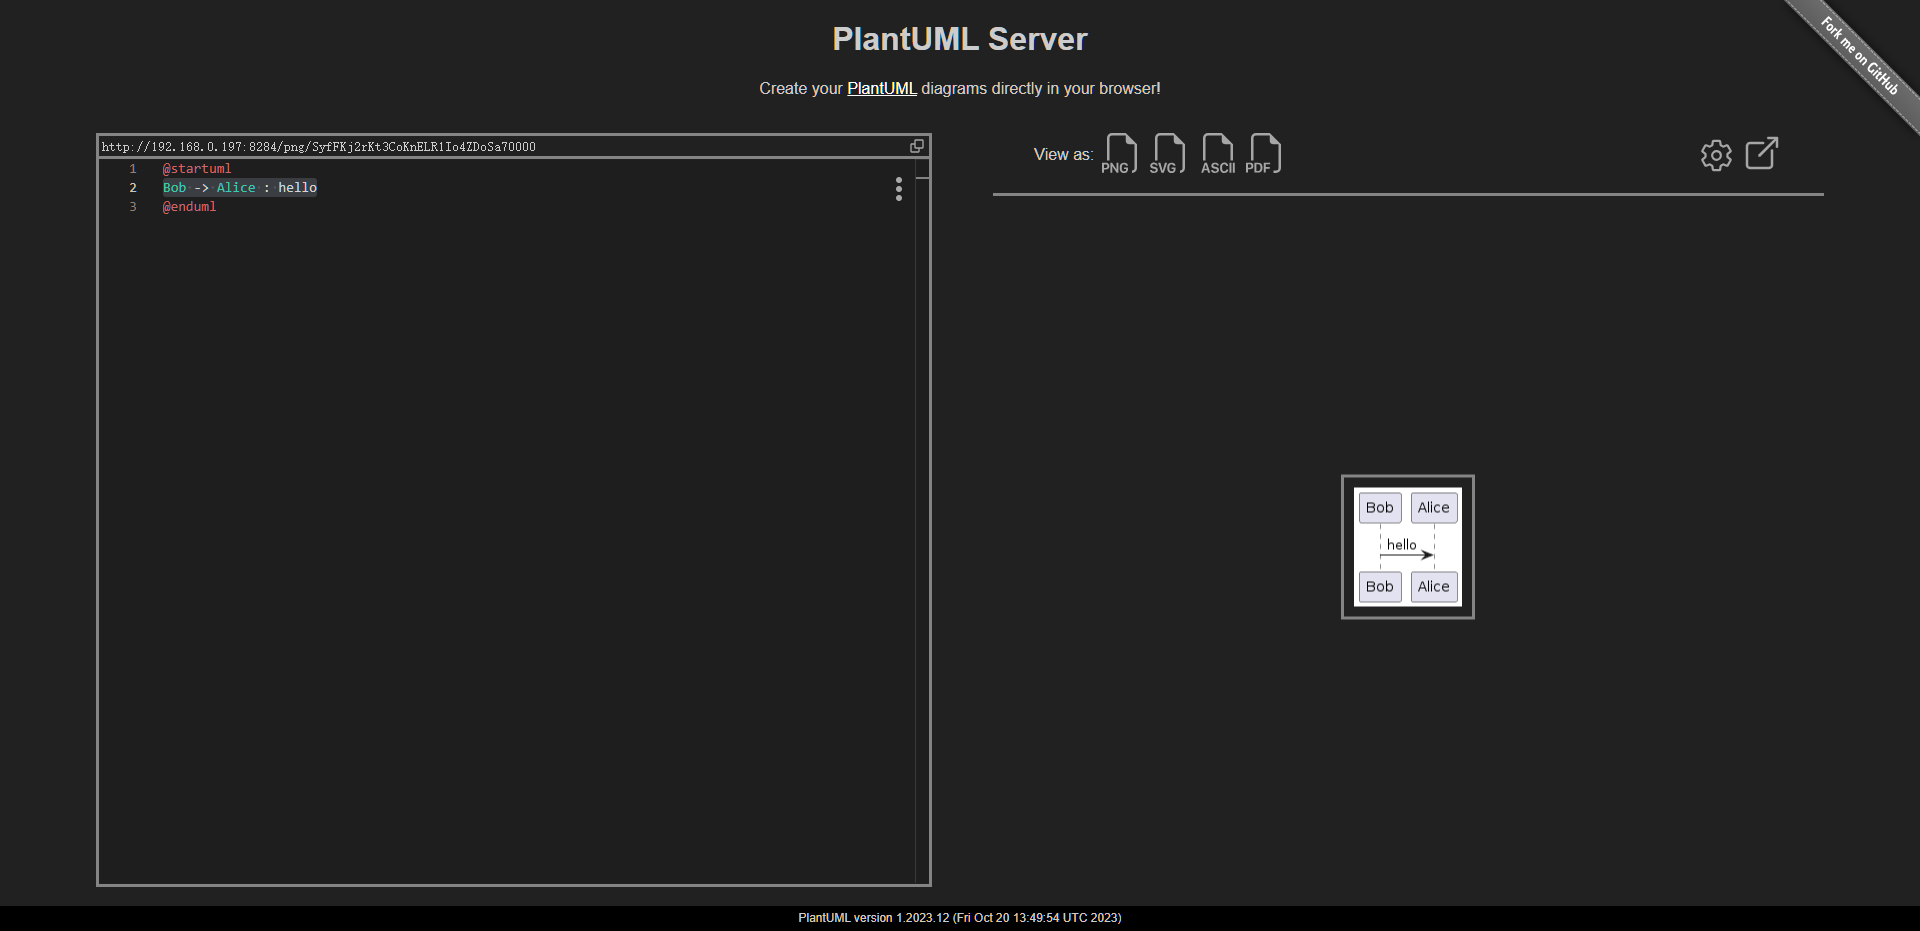 PlantUML Server
Create your PlantUML diagrams directly in your browser!
Fork me on GitHub
http://192.168.0.197:8284/png/SyfFKj2rKt3CoKnELR1Io4ZDoSa70000
1 @startuml
2 Bob -> Alice : hello
3 @enduml
View as: PNG SVG ASCII PDF
Bob Alice
hello
Bob Alice
PlantUML version 1.2023.12 (Fri Oct 20 13:49:54 UTC 2023)